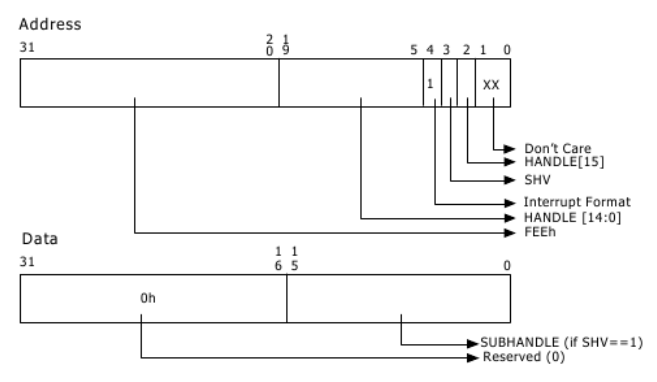 Address
31 20 19 5 4 3 2 1 0
1 XX
Don't Care
HANDLE[15]
SHV
Interrupt Format
HANDLE [14:0]
FEEh
Data
31 16 15 0
0h
SUBHANDLE (if SHV==1)
Reserved (0)